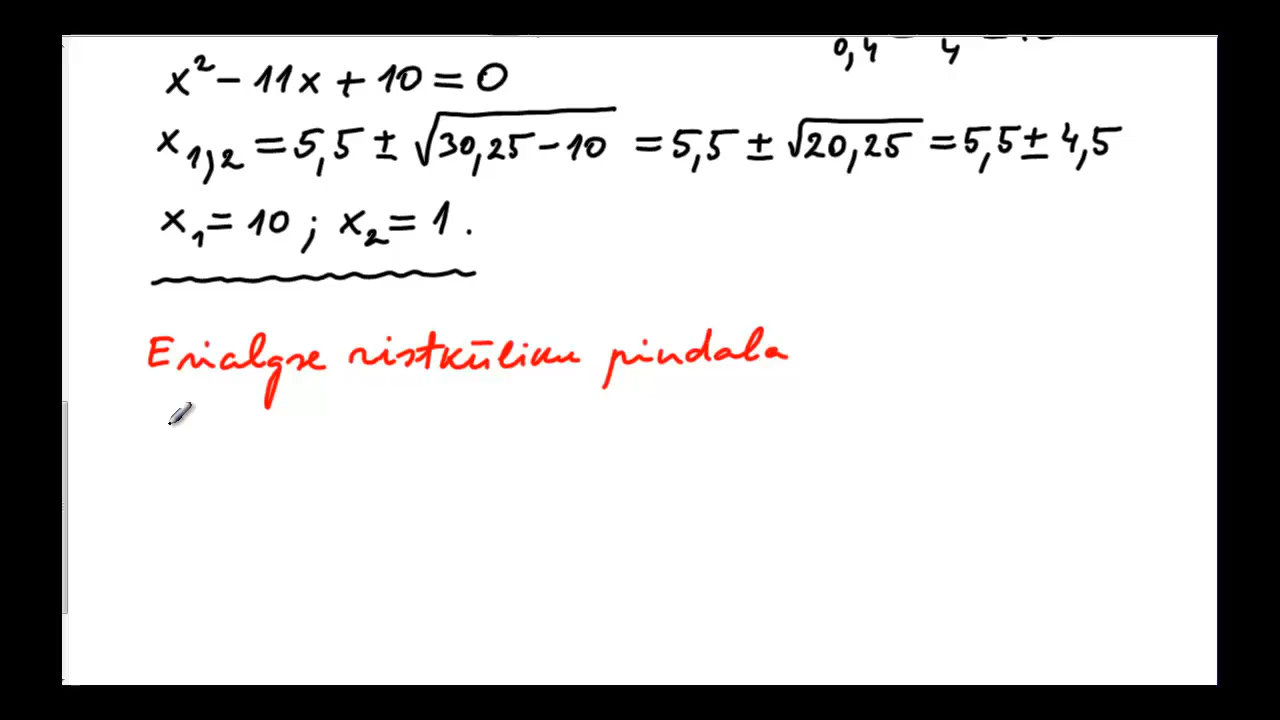 x² - 11x + 10 = 0
x₁,₂ = 5,5 ± √30,25 - 10 = 5,5 ± √20,25 = 5,5 ± 4,5
x₁ = 10 ; x₂ = 1 .
Erialgse ristküliku pindala